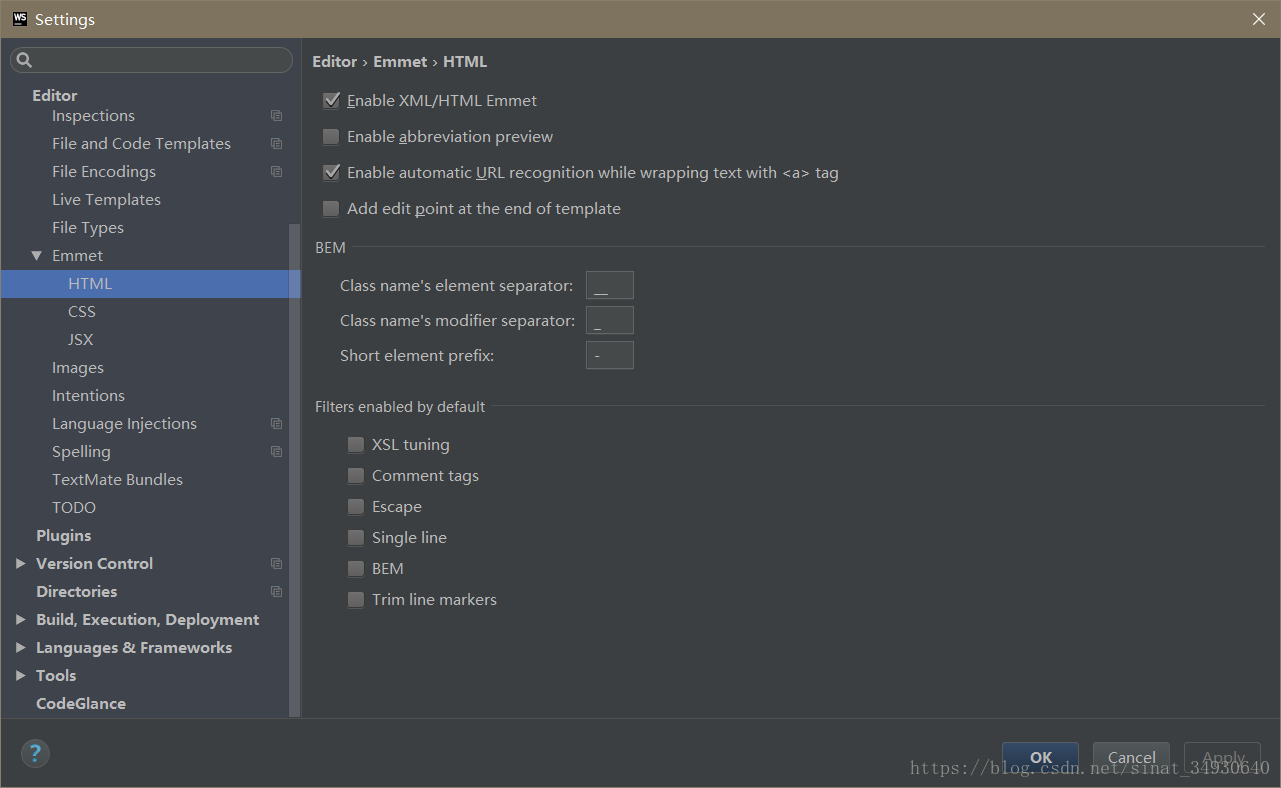 WS Settings
Editor
Inspections
File and Code Templates
File Encodings
Live Templates
File Types
Emmet
HTML
CSS
JSX
Images
Intentions
Language Injections
Spelling
TextMate Bundles
TODO
Plugins
Version Control
Directories
Build, Execution, Deployment
Languages & Frameworks
Tools
CodeGlance
Editor › Emmet › HTML
Enable XML/HTML Emmet
Enable abbreviation preview
Enable automatic URL recognition while wrapping text with <a> tag
Add edit point at the end of template
BEM
Class name's element separator: __
Class name's modifier separator: _
Short element prefix: -
Filters enabled by default
XSL tuning
Comment tags
Escape
Single line
BEM
Trim line markers
?
OK Cancel Apply
https://blog.csdn.net/sinat_34930640